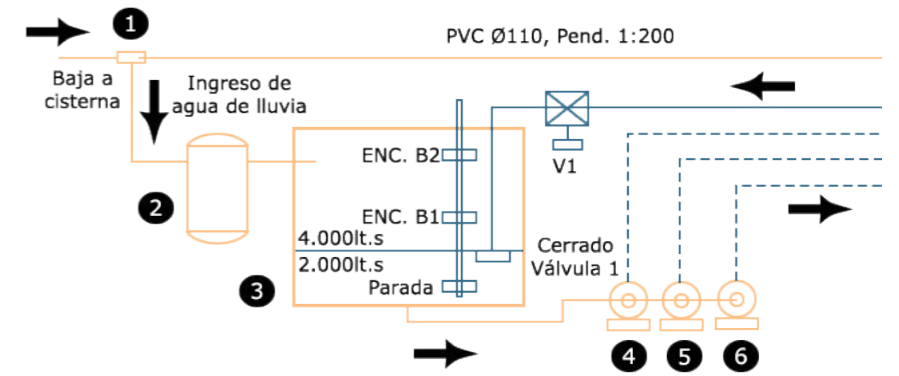 1
PVC Ø110, Pend. 1:200
Baja a
cisterna
Ingreso de
agua de lluvia
ENC. B2
V1
2
ENC. B1
4.000lt.s
2.000lt.s
Cerrado
Válvula 1
3
Parada
4
5
6